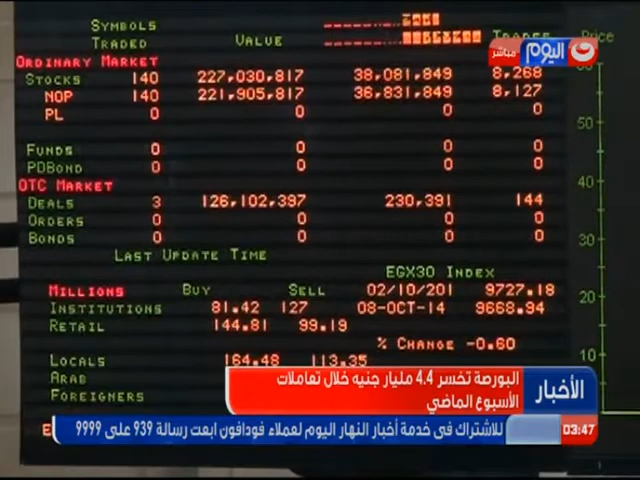 SYMBOLS
TRADED VALUE TRADES Price
مباشر اليوم
ORDINARY MARKET
STOCKS 140 227,030,817 38,081,849 8,268
NOP 140 221,905,817 36,831,849 8,127
PL 0 0 0 0
50
FUNDS 0 0 0 0
PDBOND 0 0 0 0
OTC MARKET 40
DEALS 3 126,102,397 230,391 144
ORDERS 0 0 0 0
BONDS 0 0 0 0 30
LAST UPDATE TIME
EGX30 INDEX
MILLIONS BUY SELL 02/10/201 9727.18
20
INSTITUTIONS 81.42 127 08-OCT-14 9668.94
RETAIL 144.81 99.19
% CHANGE -0.60
LOCALS 164.48 113.35 10
ARAB
FOREIGNERS
الأخبار
البورصة تخسر 4.4 مليار جنيه خلال تعاملات
الأسبوع الماضي
للاشتراك فى خدمة أخبار النهار اليوم لعملاء فودافون ابعت رسالة 939 على 9999
03:47